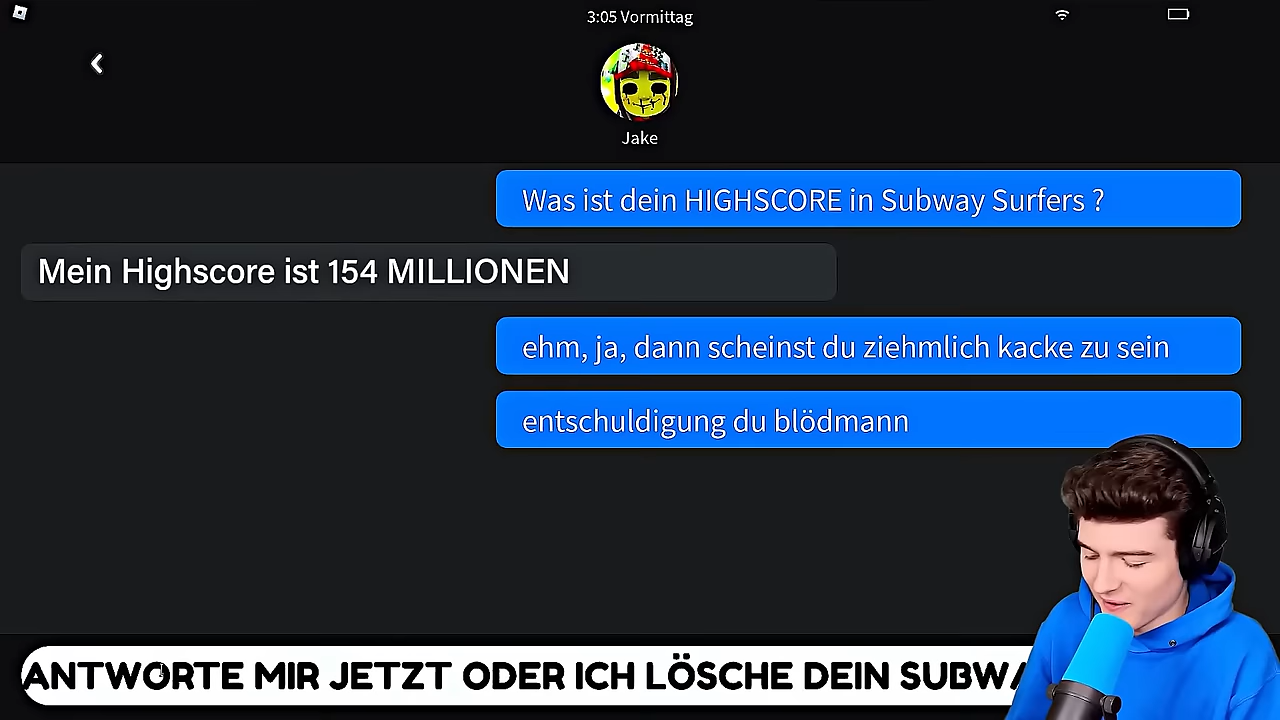 3:05 Vormittag
Jake
Was ist dein HIGHSCORE in Subway Surfers ?
Mein Highscore ist 154 MILLIONEN
ehm, ja, dann scheinst du ziehmlich kacke zu sein
entschuldigung du blödmann
ANTWORTE MIR JETZT ODER ICH LÖSCHE DEIN SUBWA